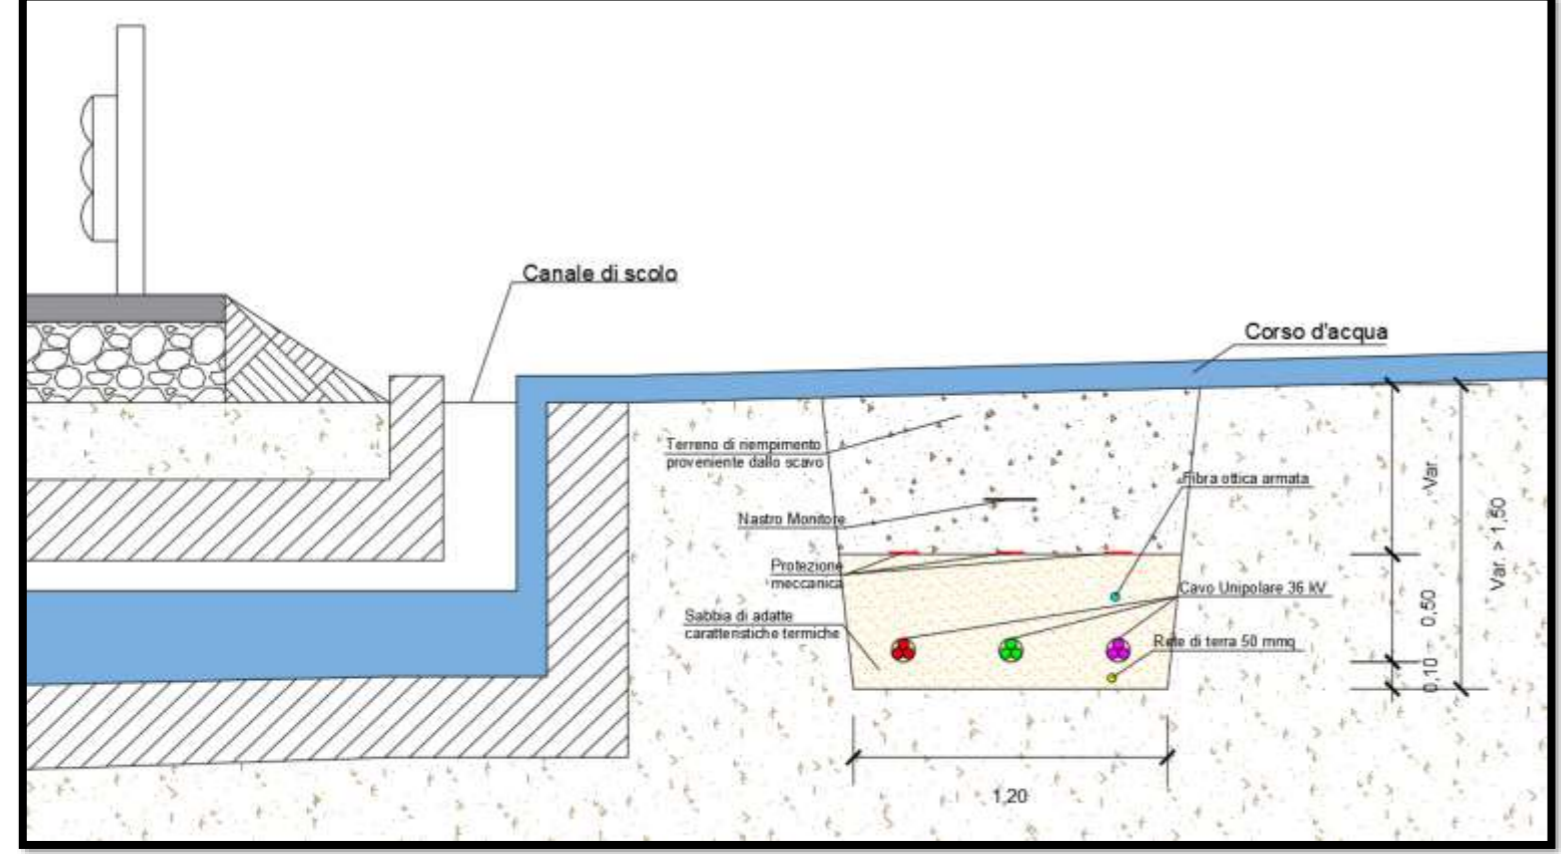 Canale di scolo
Corso d'acqua
Terreno di riempimento
proveniente dallo scavo
Fibra ottica armata
Nastro Monitore
Protezione
meccanica
Cavo Unipolare 36 kV
Sabbia di adatte
caratteristiche termiche
Rete di terra 50 mmq
Var
0,50
0,10
Var. > 1,50
1,20